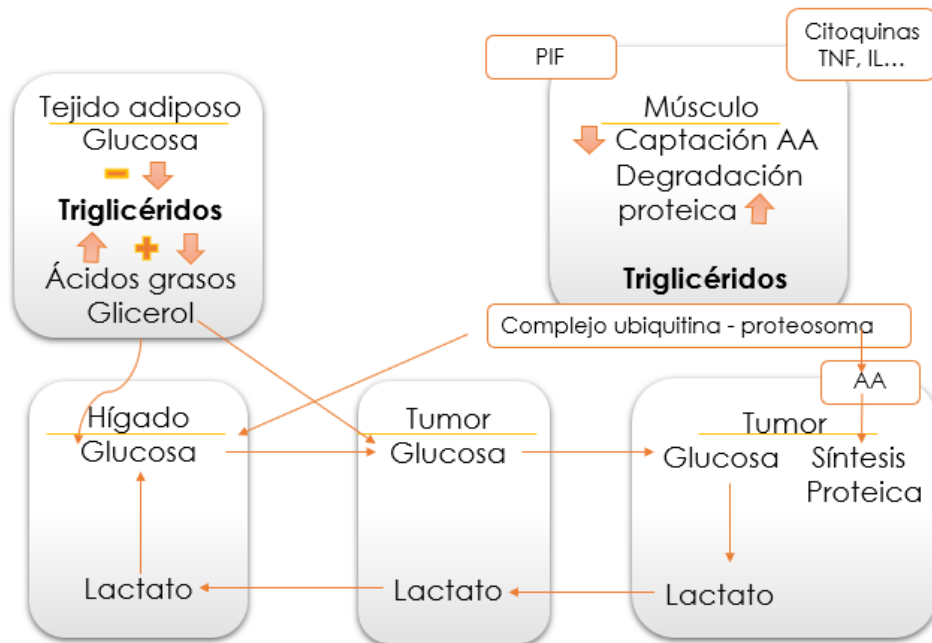 Tejido adiposo
Glucosa
Triglicéridos
Ácidos grasos
Glicerol
PIF
Citoquinas
TNF, IL...
Músculo
Captación AA
Degradación
proteica
Triglicéridos
Complejo ubiquitina - proteosoma
AA
Hígado
Glucosa
Lactato
Tumor
Glucosa
Lactato
Tumor
Glucosa
Síntesis
Proteica
Lactato